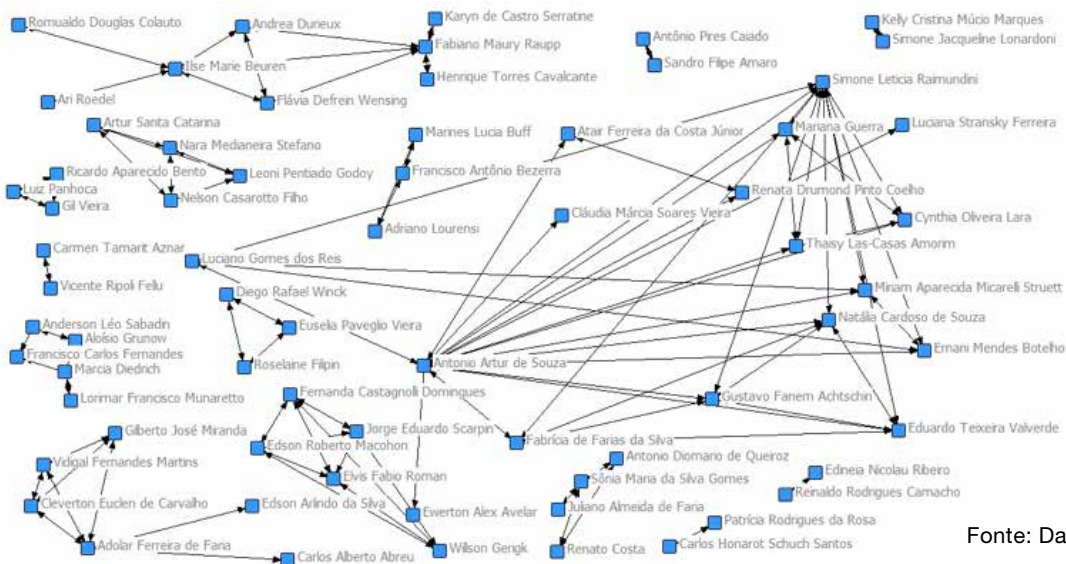 Romualdo Douglas Colauto
Andrea Durieux
Karyn de Castro Serratine
Fabiano Maury Raupp
Kelly Cristina Múcio Marques
Simone Jacqueline Lonardoni
Antônio Pires Caiado
Sandro Filipe Amaro
Ilse Marie Beuren
Henrique Torres Cavalcante
Simone Leticia Raimundini
Ari Roedel
Flávia Defrein Wensing
Artur Santa Catarina
Marines Lucia Buff
Atair Ferreira da Costa Júnior
Mariana Guerra
Luciana Stransky Ferreira
Nara Medianeira Stefano
Ricardo Aparecido Bento
Leoni Pentiado Godoy
Francisco Antônio Bezerra
Luiz Panhoca
Gil Vieira
Nelson Casarotto Filho
Renata Drumond Pinto Coelho
Cláudia Márcia Soares Vieira
Cynthia Oliveira Lara
Adriano Lourensi
Thaisy Las-Casas Amorim
Carmen Tamarit Aznar
Luciano Gomes dos Reis
Vicente Ripoli Fellu
Diego Rafael Winck
Miriam Aparecida Micarelli Struett
Natália Cardoso de Souza
Anderson Léo Sabadin
Aloísio Grunow
Euselia Paveglio Vieira
Francisco Carlos Fernandes
Marcia Diedrich
Roselaine Filipin
Antonio Artur de Souza
Ernani Mendes Botelho
Lorimar Francisco Munaretto
Fernanda Castagnoli Domingues
Gustavo Fanem Achtschin
Gilberto José Miranda
Jorge Eduardo Scarpin
Edson Roberto Macohon
Fabrícia de Farias da Silva
Eduardo Teixeira Valverde
Vidigal Fernandes Martins
Elvis Fabio Roman
Antonio Diomario de Queiroz
Sônia Maria da Silva Gomes
Edineia Nicolau Ribeiro
Reinaldo Rodrigues Camacho
Cleverton Euclen de Carvalho
Edson Arlindo da Silva
Ewerton Alex Avelar
Juliano Almeida de Faria
Patrícia Rodrigues da Rosa
Adolar Ferreira de Faria
Carlos Alberto Abreu
Wilson Gengk
Renato Costa
Carlos Honarot Schuch Santos
Fonte: Da